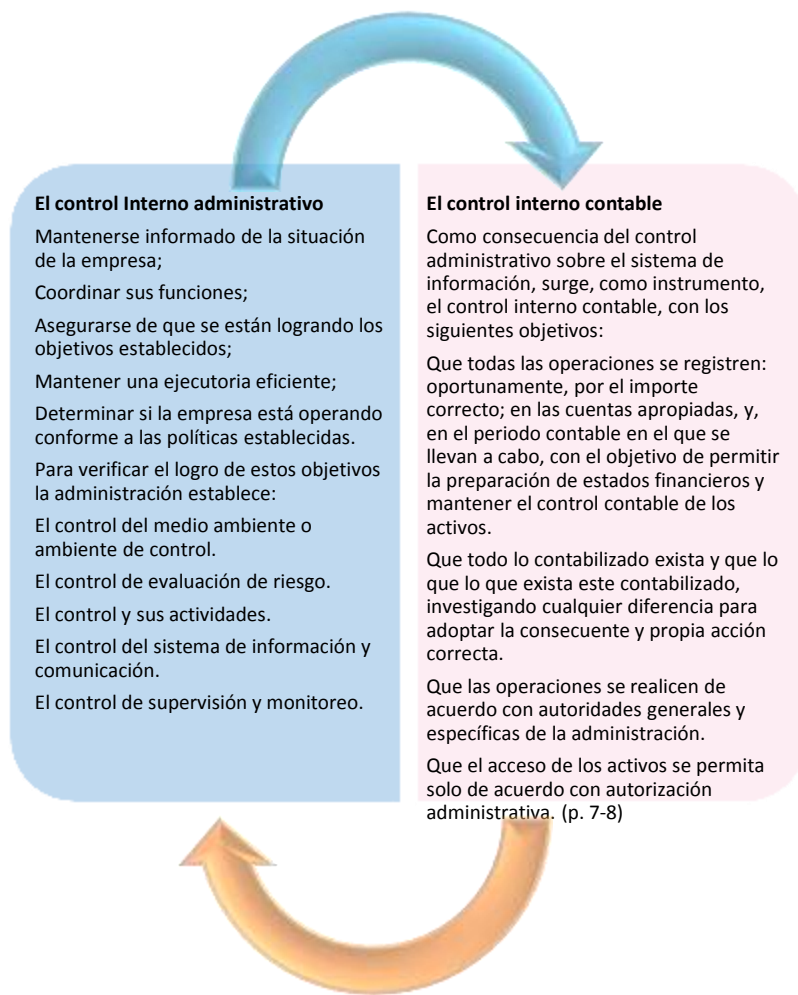 El control Interno administrativo
Mantenerse informado de la situación
de la empresa;
Coordinar sus funciones;
Asegurarse de que se están logrando los
objetivos establecidos;
Mantener una ejecutoria eficiente;
Determinar si la empresa está operando
conforme a las políticas establecidas.
Para verificar el logro de estos objetivos
la administración establece:
El control del medio ambiente o
ambiente de control.
El control de evaluación de riesgo.
El control y sus actividades.
El control del sistema de información y
comunicación.
El control de supervisión y monitoreo.
El control interno contable
Como consecuencia del control
administrativo sobre el sistema de
información, surge, como instrumento,
el control interno contable, con los
siguientes objetivos:
Que todas las operaciones se registren:
oportunamente, por el importe
correcto; en las cuentas apropiadas, y,
en el periodo contable en el que se
llevan a cabo, con el objetivo de permitir
la preparación de estados financieros y
mantener el control contable de los
activos.
Que todo lo contabilizado exista y que lo
que lo que exista este contabilizado,
investigando cualquier diferencia para
adoptar la consecuente y propia acción
correcta.
Que las operaciones se realicen de
acuerdo con autoridades generales y
específicas de la administración.
Que el acceso de los activos se permita
solo de acuerdo con autorización
administrativa. (p. 7-8)